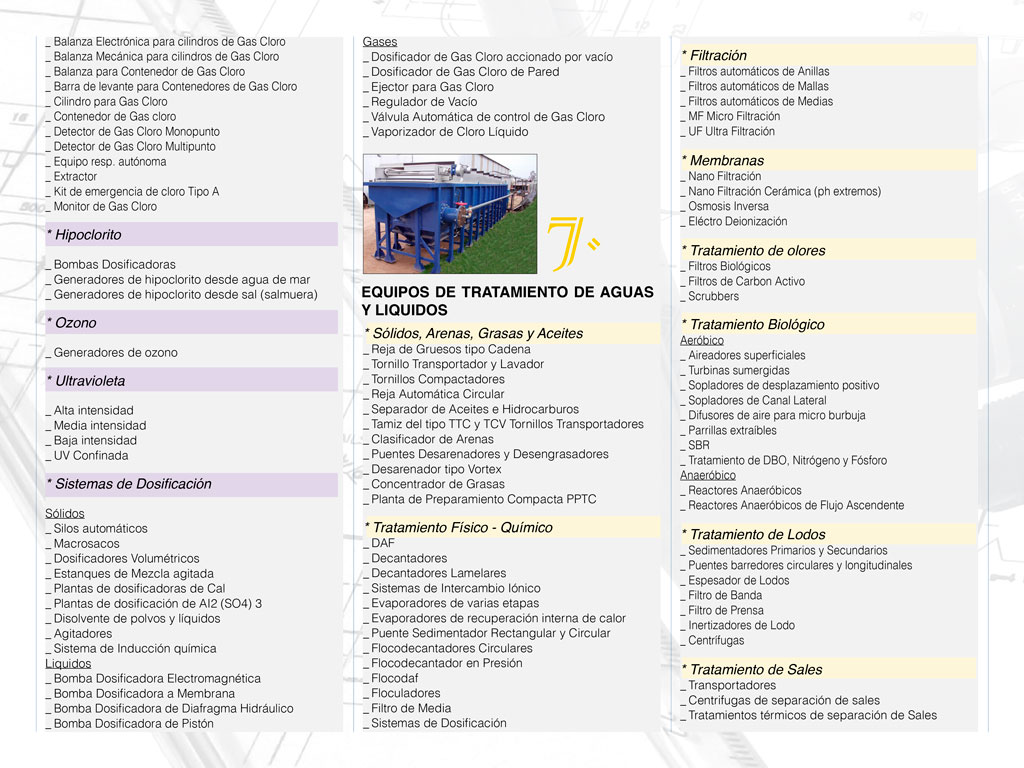 _ Balanza Electrónica para cilindros de Gas Cloro
_ Balanza Mecánica para cilindros de Gas Cloro
_ Balanza para Contenedor de Gas Cloro
_ Barra de levante para Contenedores de Gas Cloro
_ Cilindro para Gas Cloro
_ Contenedor de Gas cloro
_ Detector de Gas Cloro Monopunto
_ Detector de Gas Cloro Multipunto
_ Equipo resp. autónoma
_ Extractor
_ Kit de emergencia de cloro Tipo A
_ Monitor de Gas Cloro
* Hipoclorito
_ Bombas Dosificadoras
_ Generadores de hipoclorito desde agua de mar
_ Generadores de hipoclorito desde sal (salmuera)
* Ozono
_ Generadores de ozono
* Ultravioleta
_ Alta intensidad
_ Media intensidad
_ Baja intensidad
_ UV Confinada
* Sistemas de Dosificación
Sólidos
_ Silos automáticos
_ Macrosacos
_ Dosificadores Volumétricos
_ Estanques de Mezcla agitada
_ Plantas de dosificadoras de Cal
_ Plantas de dosificación de AI2 (SO4) 3
_ Disolvente de polvos y líquidos
_ Agitadores
_ Sistema de Inducción química
Liquidos
_ Bomba Dosificadora Electromagnética
_ Bomba Dosificadora a Membrana
_ Bomba Dosificadora de Diafragma Hidráulico
_ Bomba Dosificadora de Pistón
Gases
_ Dosificador de Gas Cloro accionado por vacío
_ Dosificador de Gas Cloro de Pared
_ Ejector para Gas Cloro
_ Regulador de Vacío
_ Válvula Automática de control de Gas Cloro
_ Vaporizador de Cloro Líquido
EQUIPOS DE TRATAMIENTO DE AGUAS
Y LIQUIDOS
* Sólidos, Arenas, Grasas y Aceites
_ Reja de Gruesos tipo Cadena
_ Tornillo Transportador y Lavador
_ Tornillos Compactadores
_ Reja Automática Circular
_ Separador de Aceites e Hidrocarburos
_ Tamiz del tipo TTC y TCV Tornillos Transportadores
_ Clasificador de Arenas
_ Puentes Desarenadores y Desengrasadores
_ Desarenador tipo Vortex
_ Concentrador de Grasas
_ Planta de Preparamiento Compacta PPTC
* Tratamiento Físico - Químico
_ DAF
_ Decantadores
_ Decantadores Lamelares
_ Sistemas de Intercambio Iónico
_ Evaporadores de varias etapas
_ Evaporadores de recuperación interna de calor
_ Puente Sedimentador Rectangular y Circular
_ Flocodecantadores Circulares
_ Flocodecantador en Presión
_ Flocodaf
_ Floculadores
_ Filtro de Media
_ Sistemas de Dosificación
* Filtración
_ Filtros automáticos de Anillas
_ Filtros automáticos de Mallas
_ Filtros automáticos de Medias
_ MF Micro Filtración
_ UF Ultra Filtración
* Membranas
_ Nano Filtración
_ Nano Filtración Cerámica (ph extremos)
_ Osmosis Inversa
_ Eléctro Deionización
* Tratamiento de olores
_ Filtros Biológicos
_ Filtros de Carbon Activo
_ Scrubbers
* Tratamiento Biológico
Aeróbico
_ Aireadores superficiales
_ Turbinas sumergidas
_ Sopladores de desplazamiento positivo
_ Sopladores de Canal Lateral
_ Difusores de aire para micro burbuja
_ Parrillas extraíbles
_ SBR
_ Tratamiento de DBO, Nitrógeno y Fósforo
Anaeróbico
_ Reactores Anaeróbicos
_ Reactores Anaeróbicos de Flujo Ascendente
* Tratamiento de Lodos
_ Sedimentadores Primarios y Secundarios
_ Puentes barredores circulares y longitudinales
_ Espesador de Lodos
_ Filtro de Banda
_ Filtro de Prensa
_ Inertizadores de Lodo
_ Centrífugas
* Tratamiento de Sales
_ Transportadores
_ Centrifugas de separación de sales
_ Tratamientos térmicos de separación de Sales